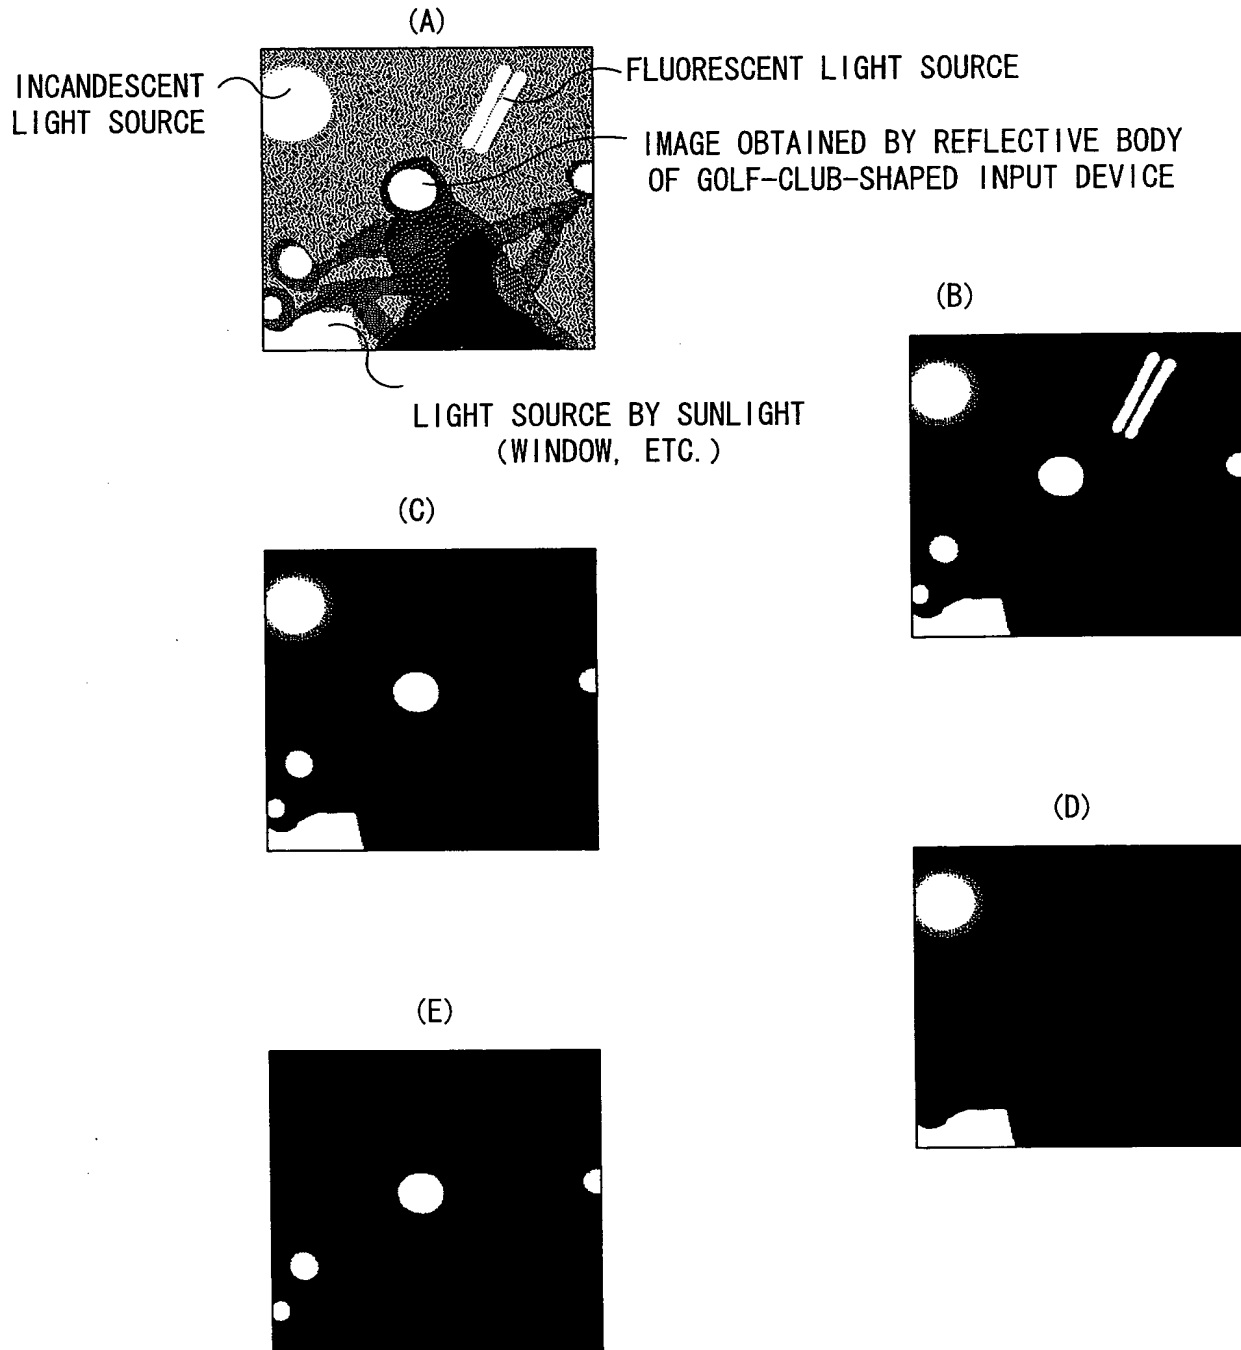 (A)
INCANDESCENT
LIGHT SOURCE
FLUORESCENT LIGHT SOURCE
IMAGE OBTAINED BY REFLECTIVE BODY
OF GOLF-CLUB-SHAPED INPUT DEVICE
LIGHT SOURCE BY SUNLIGHT
(WINDOW, ETC.)
(B)
(C)
(D)
(E)